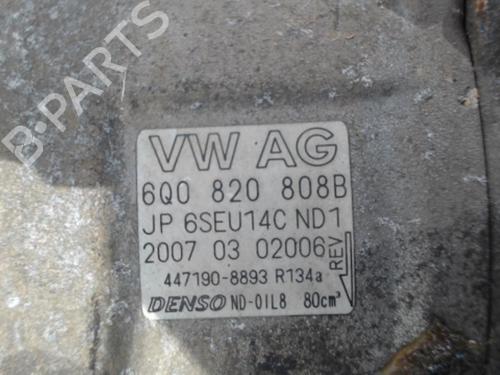 B-PARTS
VW AG
6Q0 820 808B
JP 6SEU14C ND1
2007 03 02006
REV
447190-8893 R134a
DENSO ND-OIL8 80cm³